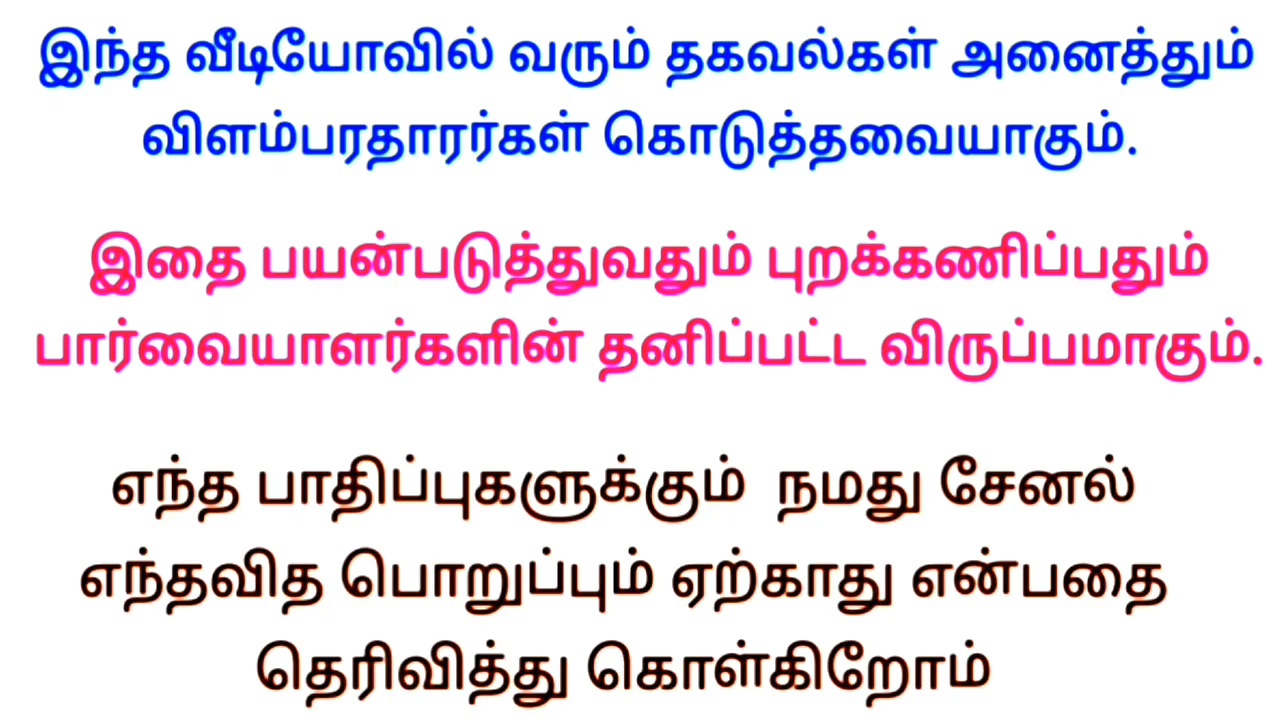 இந்த வீடியோவில் வரும் தகவல்கள் அனைத்தும்
விளம்பரதாரர்கள் கொடுத்தவையாகும்.
இதை பயன்படுத்துவதும் புறக்கணிப்பதும்
பார்வையாளர்களின் தனிப்பட்ட விருப்பமாகும்.
எந்த பாதிப்புகளுக்கும் நமது சேனல்
எந்தவித பொறுப்பும் ஏற்காது என்பதை
தெரிவித்து கொள்கிறோம்